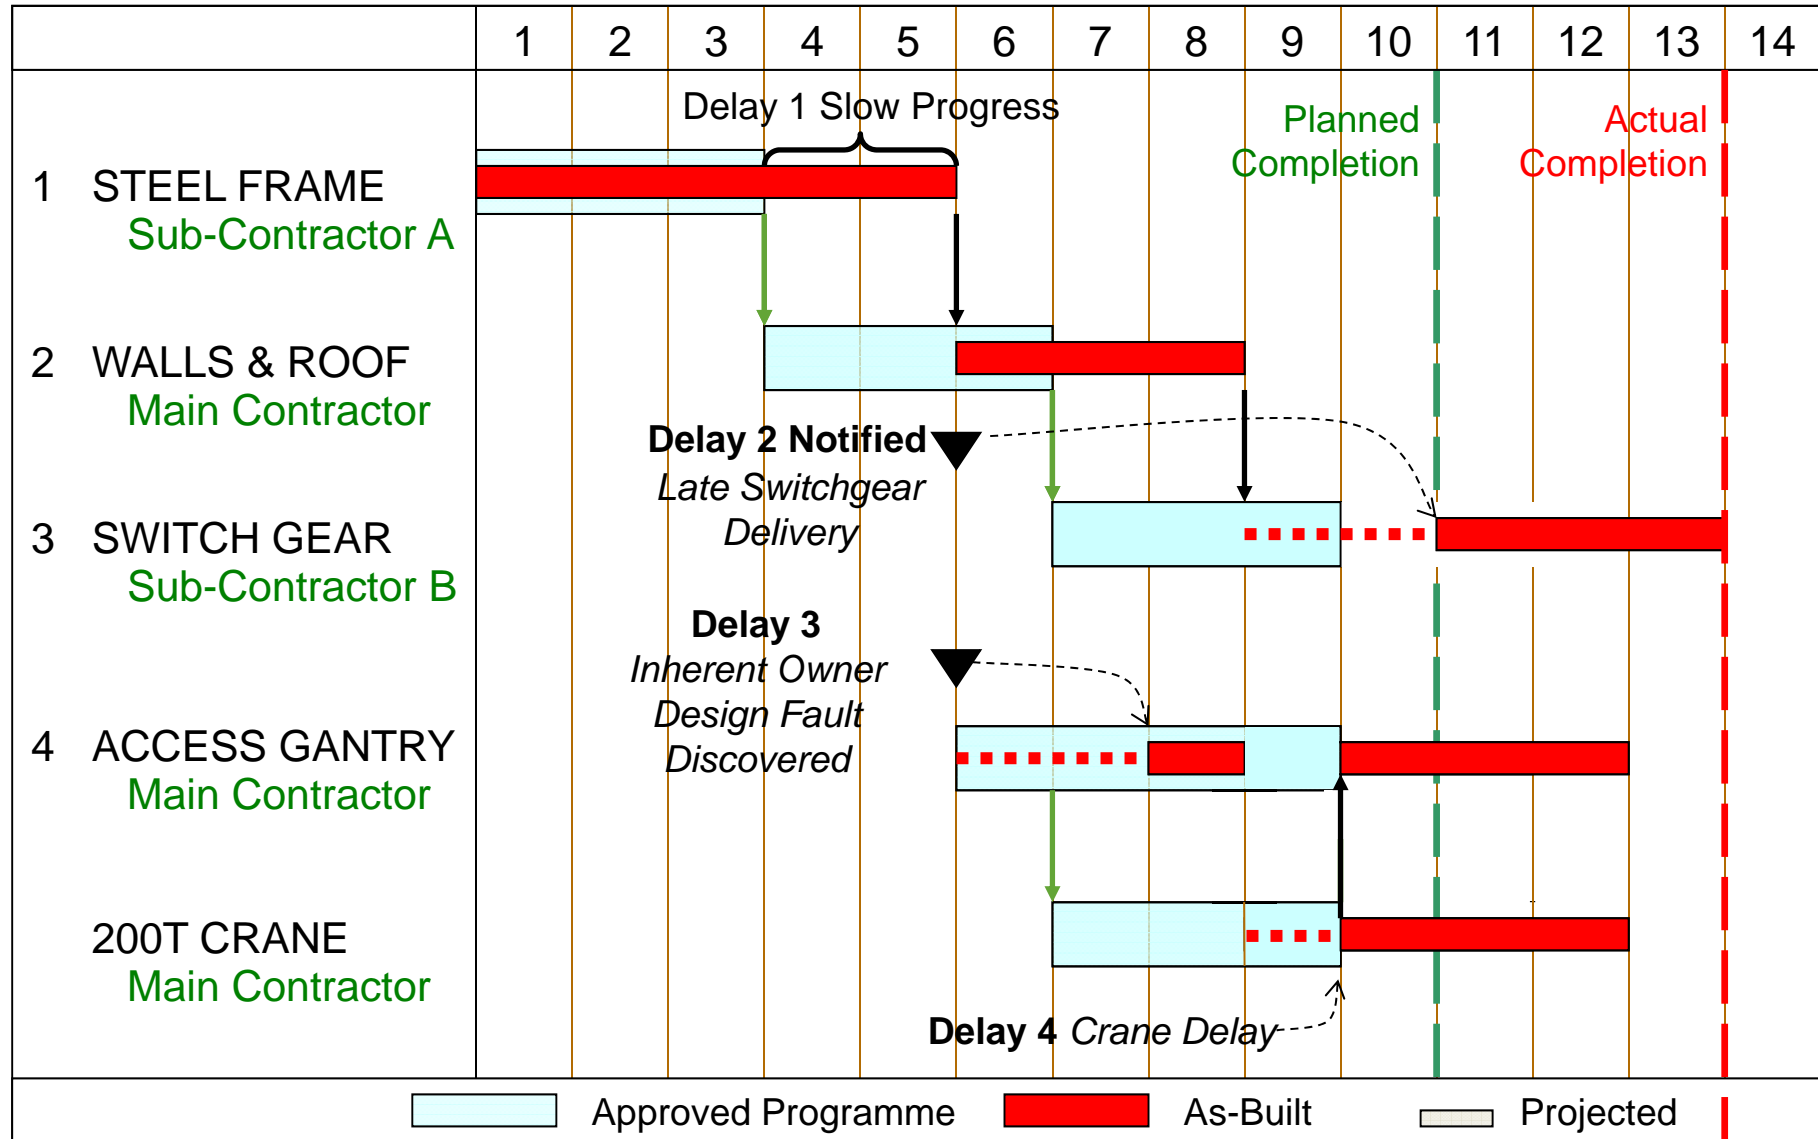 1 2 3 4 5 6 7 8 9 10 11 12 13 14
Delay 1 Slow Progress
Planned
Completion
Actual
Completion
1 STEEL FRAME
Sub-Contractor A
2 WALLS & ROOF
Main Contractor
Delay 2 Notified
Late Switchgear
Delivery
3 SWITCH GEAR
Sub-Contractor B
Delay 3
Inherent Owner
Design Fault
Discovered
4 ACCESS GANTRY
Main Contractor
200T CRANE
Main Contractor
Delay 4 Crane Delay
Approved Programme As-Built Projected